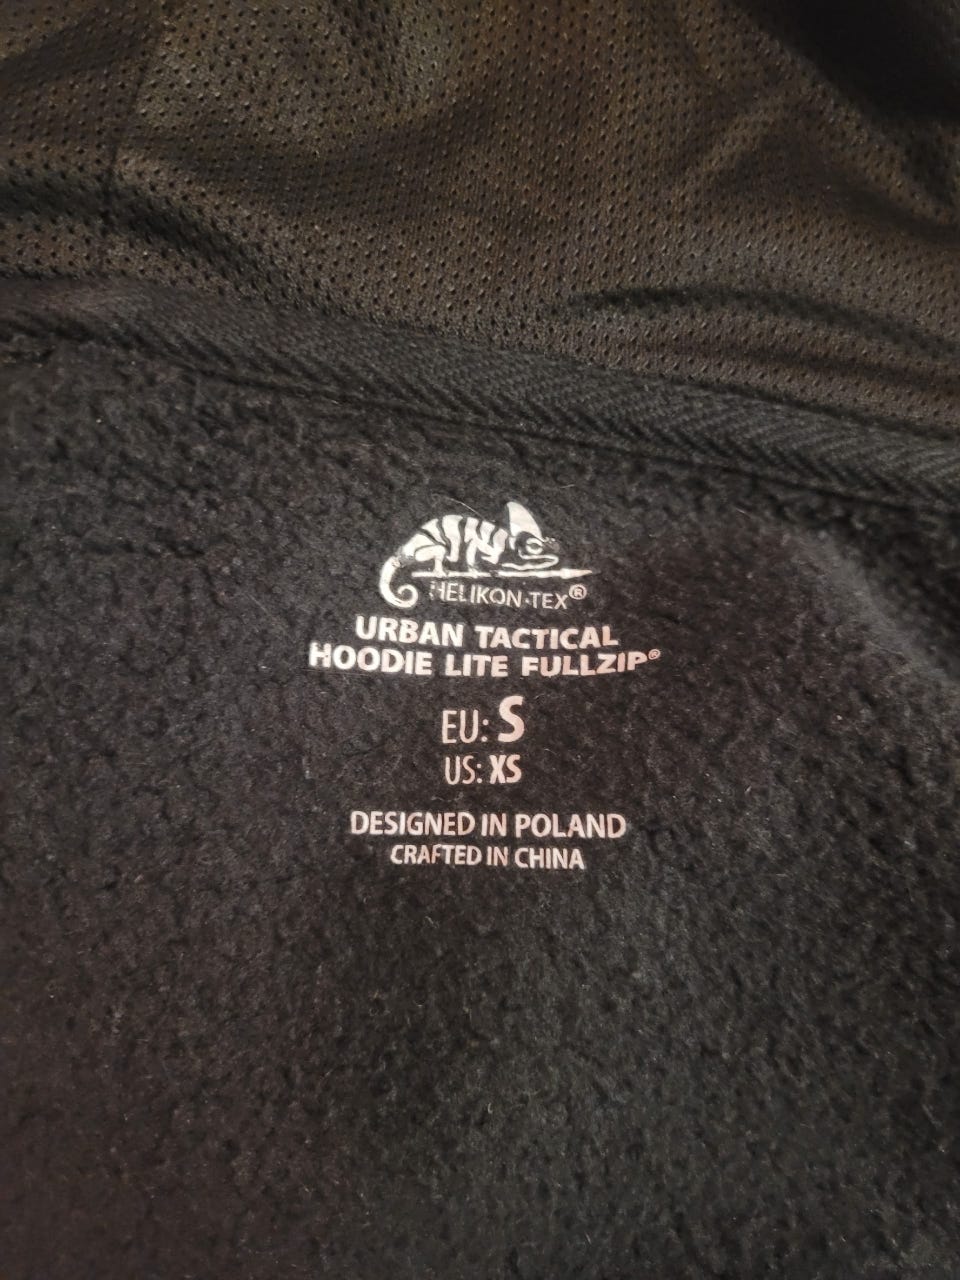 HELIKON-TEX®
URBAN TACTICAL
HOODIE LITE FULLZIP®
EU: S
US: XS
DESIGNED IN POLAND
CRAFTED IN CHINA